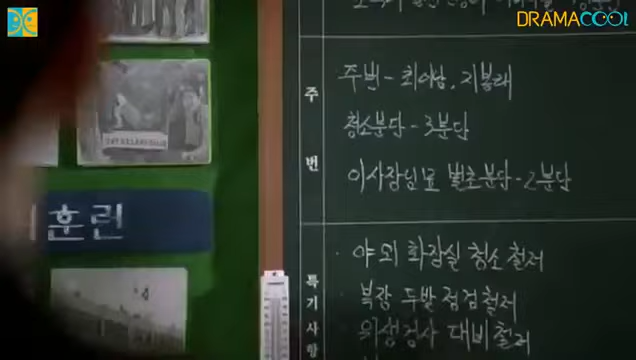 DRAMACOOL
주번
주번 - 최아남, 지봉래
청소분단 - 3분단
이사장님묘 벌초분단 - 2분단
훈련
특기사항
야외 화장실 청소 철저
복장 두발 점검 철저
위생검사 대비 철저